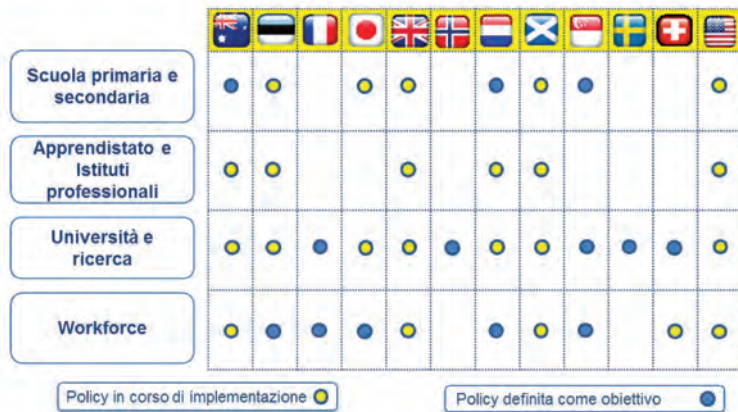 Scuola primaria e
secondaria
Apprendistato e
Istituti
professionali
Università e
ricerca
Workforce
Policy in corso di implementazione
Policy definita come obiettivo